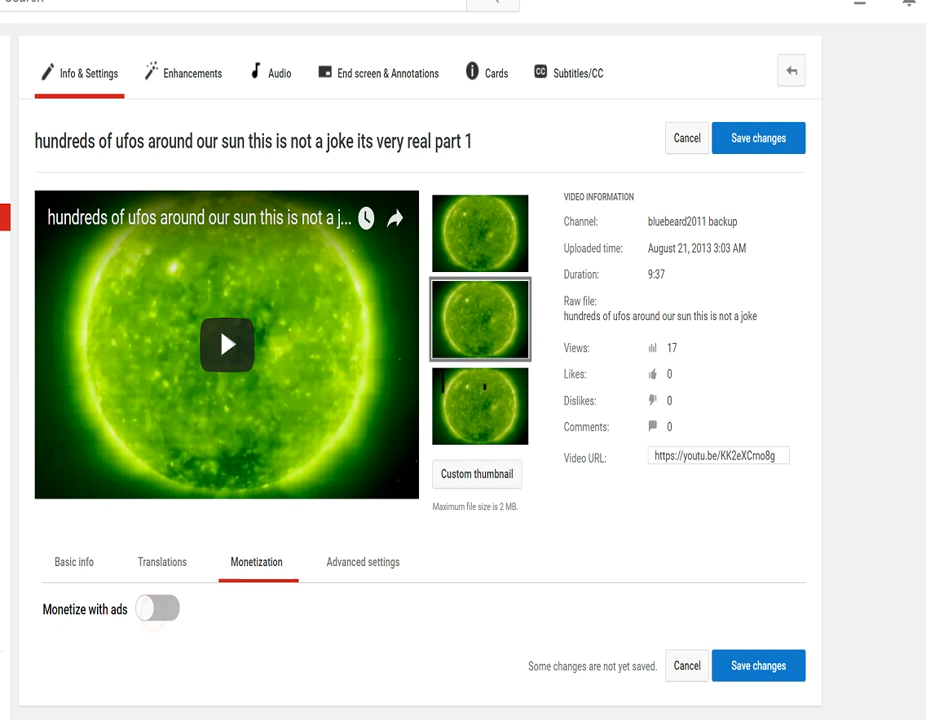 Info & Settings
Enhancements
Audio
End screen & Annotations
Cards
CC
Subtitles/CC
hundreds of ufos around our sun this is not a joke its very real part 1
Cancel
Save changes
hundreds of ufos around our sun this is not a j...
VIDEO INFORMATION
Channel: bluebeard2011 backup
Uploaded time: August 21, 2013 3:03 AM
Duration: 9:37
Raw file:
hundreds of ufos around our sun this is not a joke
Views: 17
Likes: 0
Dislikes: 0
Comments: 0
Video URL: https://youtu.be/KK2eXCrno8g
Custom thumbnail
Maximum file size is 2 MB.
Basic info
Translations
Monetization
Advanced settings
Monetize with ads
Some changes are not yet saved.
Cancel
Save changes